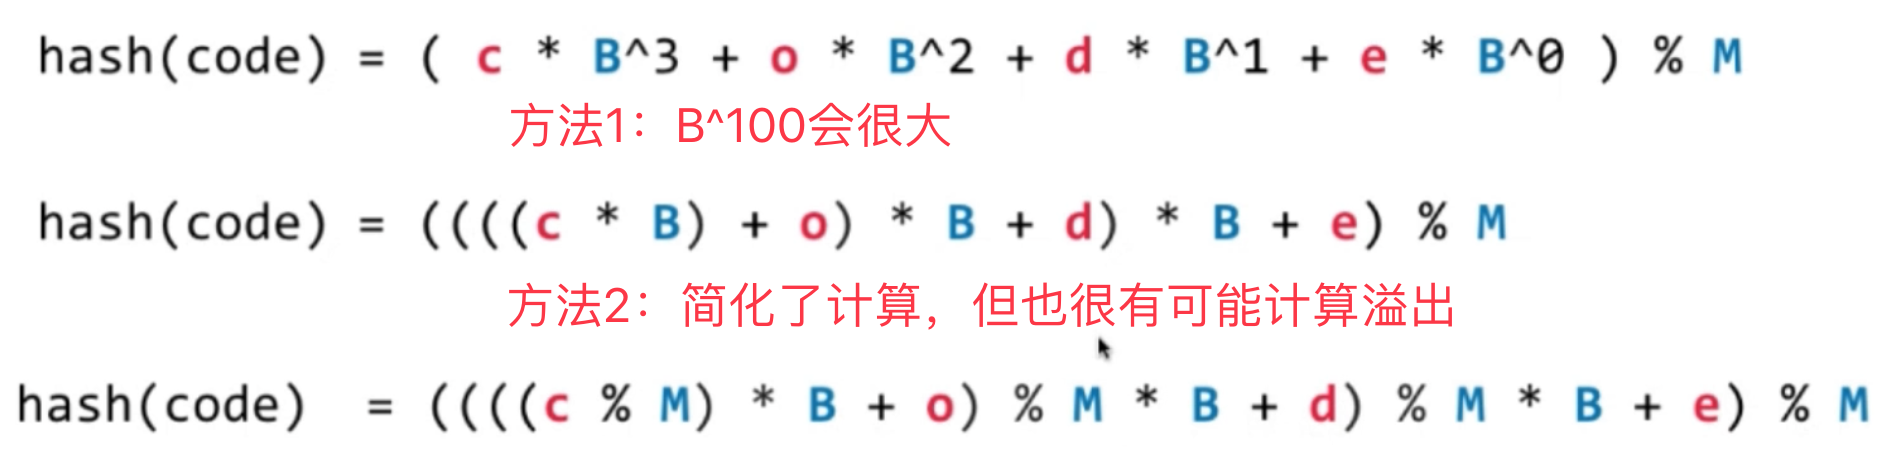 hash(code) = ( c * B^3 + o * B^2 + d * B^1 + e * B^0 ) % M
方法1：B^100会很大
hash(code) = ((((c * B) + o) * B + d) * B + e) % M
方法2：简化了计算，但也很有可能计算溢出
hash(code) = ((((c % M) * B + o) % M * B + d) % M * B + e) % M